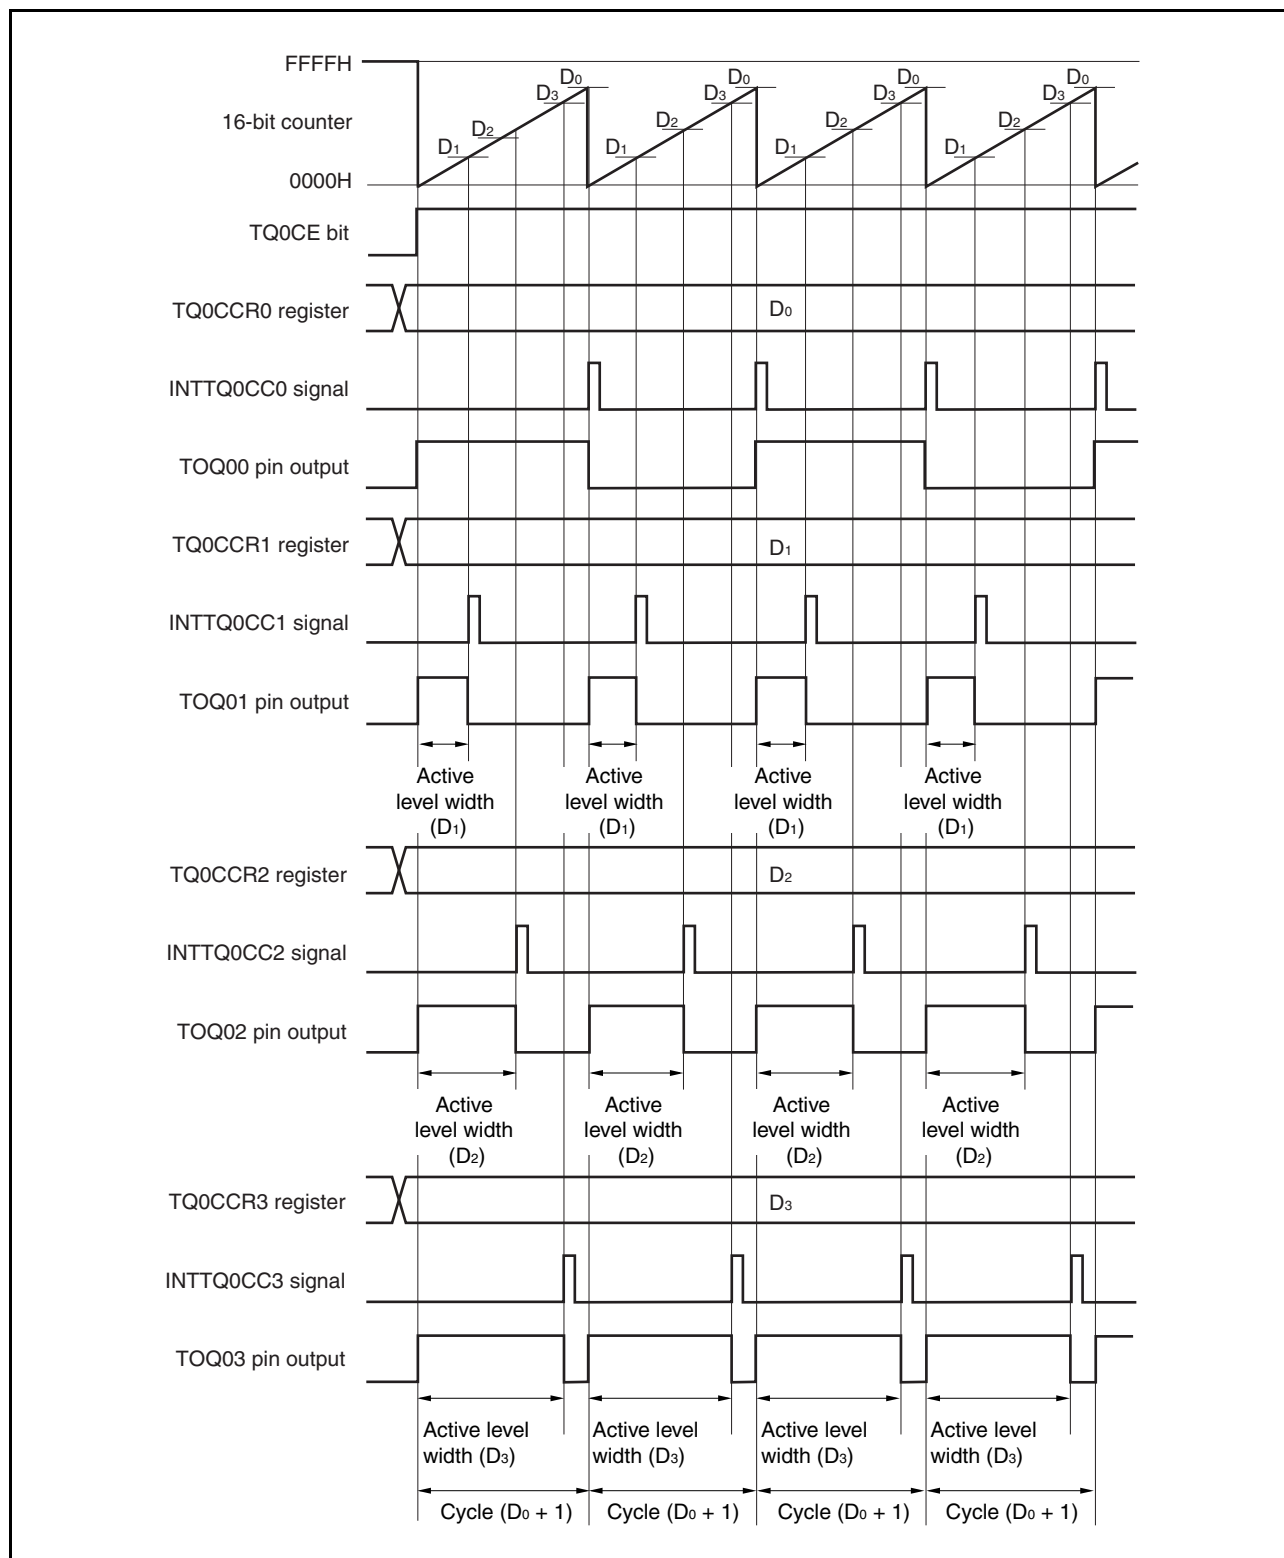 FFFFH
D0 D0 D0 D0
D3 D3 D3 D3
16-bit counter
D2 D2 D2 D2
D1 D1 D1 D1
0000H
TQ0CE bit
TQ0CCR0 register
D0
INTTQ0CC0 signal
TOQ00 pin output
TQ0CCR1 register
D1
INTTQ0CC1 signal
TOQ01 pin output
Active Active Active Active
level width level width level width level width
(D1) (D1) (D1) (D1)
TQ0CCR2 register
D2
INTTQ0CC2 signal
TOQ02 pin output
Active Active Active Active
level width level width level width level width
(D2) (D2) (D2) (D2)
TQ0CCR3 register
D3
INTTQ0CC3 signal
TOQ03 pin output
Active level Active level Active level Active level
width (D3) width (D3) width (D3) width (D3)
Cycle (D0 + 1) Cycle (D0 + 1) Cycle (D0 + 1) Cycle (D0 + 1)